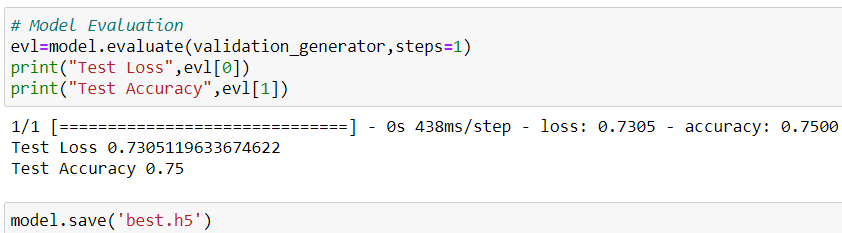 # Model Evaluation
evl=model.evaluate(validation_generator,steps=1)
print("Test Loss",evl[0])
print("Test Accuracy",evl[1])
1/1 [==============================] - 0s 438ms/step - loss: 0.7305 - accuracy: 0.7500
Test Loss 0.7305119633674622
Test Accuracy 0.75
model.save('best.h5')